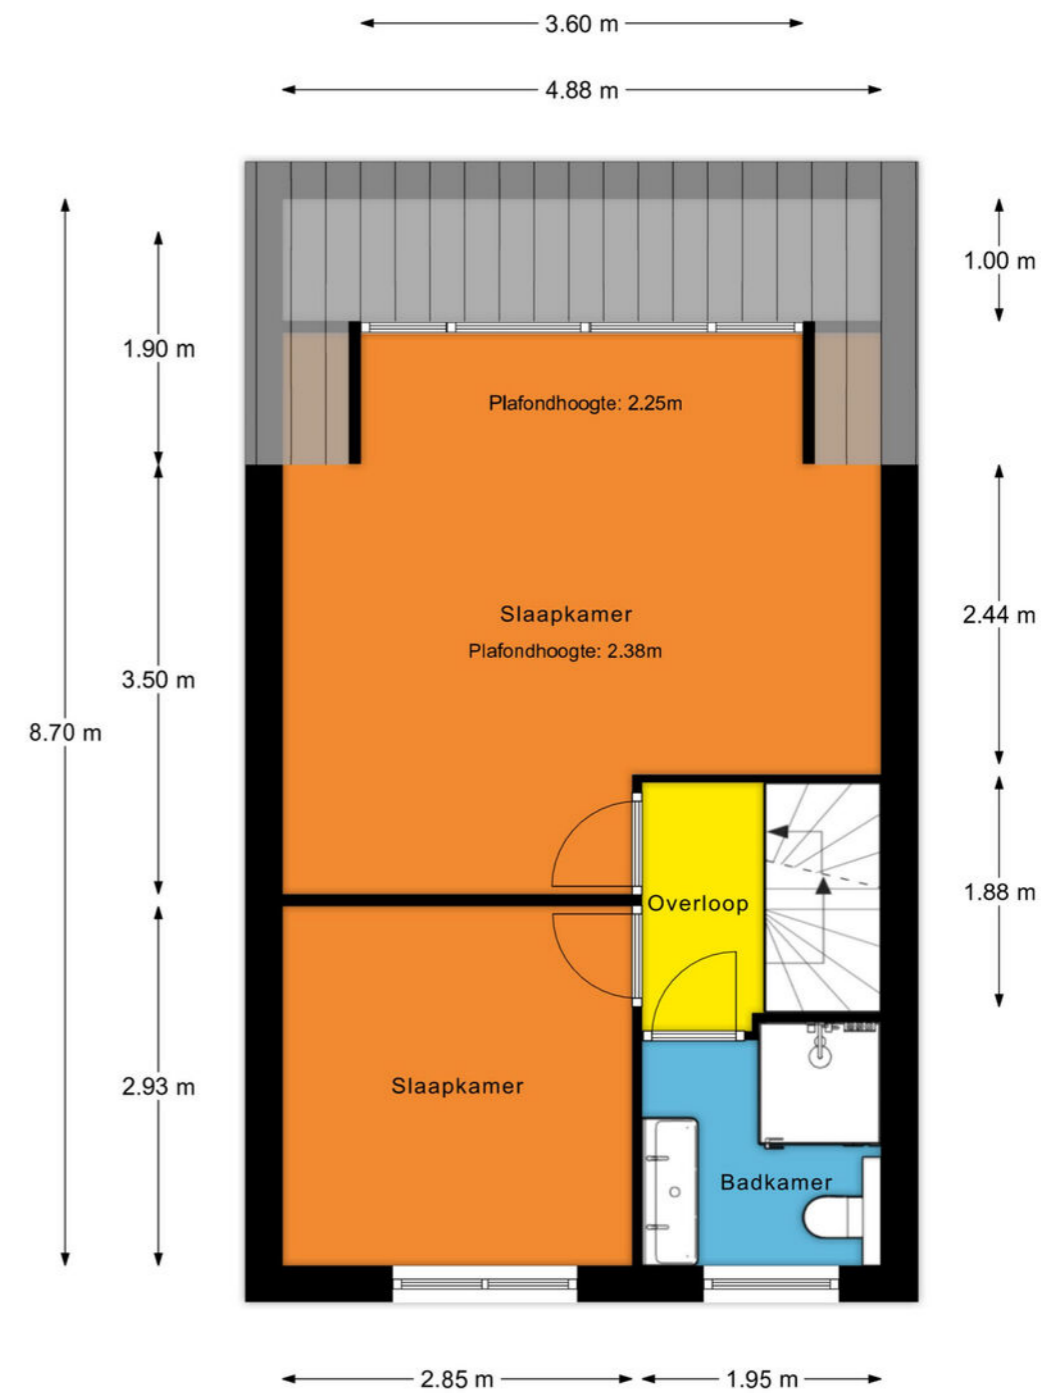 3.60 m
4.88 m
1.00 m
1.90 m
Plafondhoogte: 2.25m
Slaapkamer
2.44 m
Plafondhoogte: 2.38m
3.50 m
8.70 m
1.88 m
Overloop
Slaapkamer
2.93 m
Badkamer
2.85 m
1.95 m